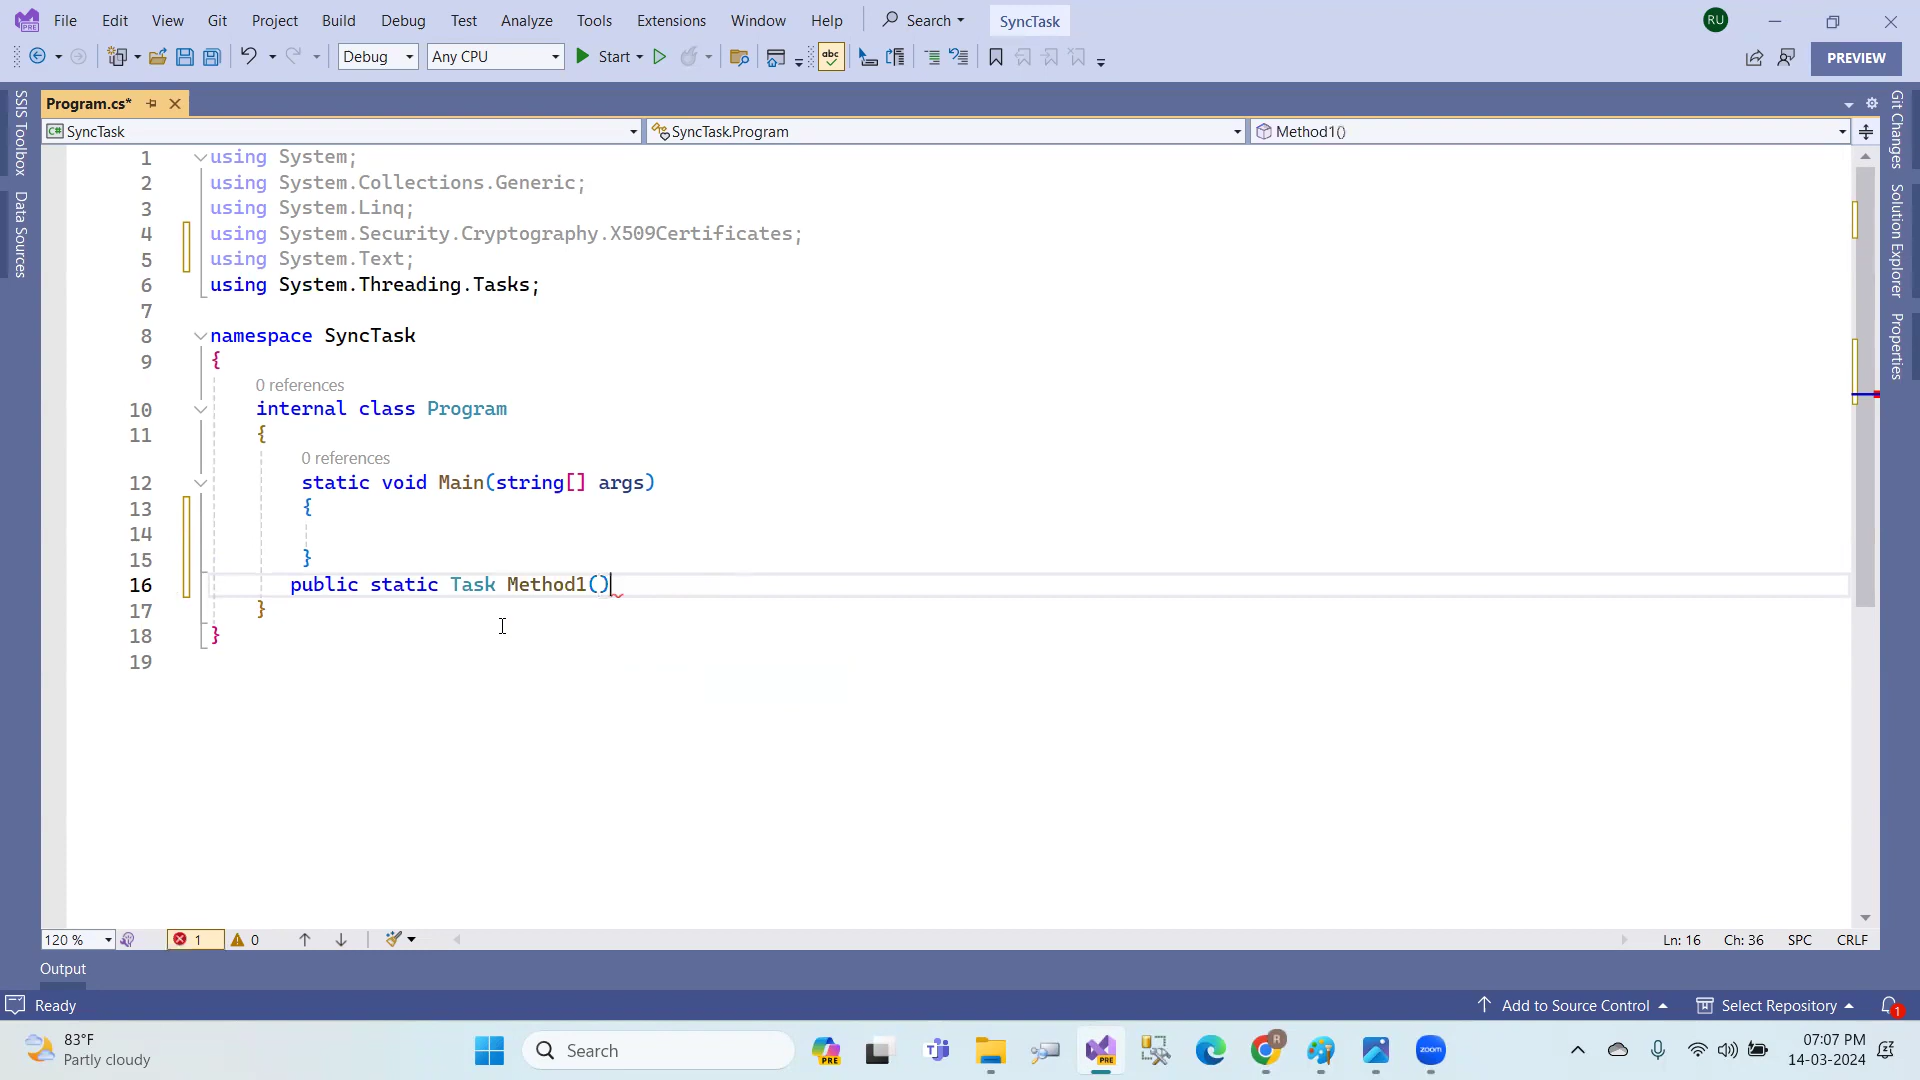 File Edit View Git Project Build Debug Test Analyze Tools Extensions Window Help Search SyncTask RU
Debug Any CPU Start abc PREVIEW
Program.cs*
C# SyncTask SyncTask.Program Method1()
SSIS Toolbox
Data Sources
Git Changes
Solution Explorer
Properties
1 using System;
2 using System.Collections.Generic;
3 using System.Linq;
4 using System.Security.Cryptography.X509Certificates;
5 using System.Text;
6 using System.Threading.Tasks;
7
8 namespace SyncTask
9 {
0 references
10 internal class Program
11 {
0 references
12 static void Main(string[] args)
13 {
14
15 }
16 public static Task Method1()
17 }
18 }
19
120 % 1 0 Ln: 16 Ch: 36 SPC CRLF
Output
Ready Add to Source Control Select Repository 1
83°F
Partly cloudy
Search
PRE
PRE
R
zoom
07:07 PM
14-03-2024